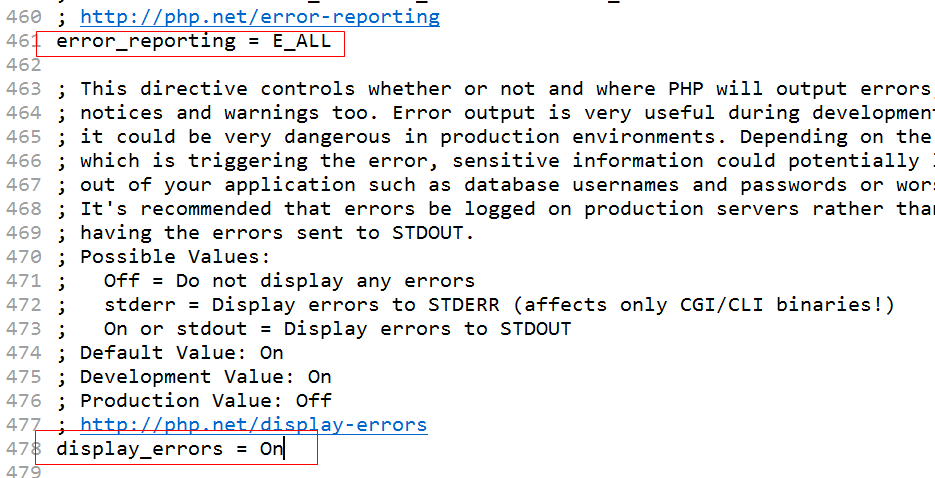 460 ; http://php.net/error-reporting
461 error_reporting = E_ALL
462
463 ; This directive controls whether or not and where PHP will output errors,
464 ; notices and warnings too. Error output is very useful during development
465 ; it could be very dangerous in production environments. Depending on the
466 ; which is triggering the error, sensitive information could potentially
467 ; out of your application such as database usernames and passwords or
468 ; It's recommended that errors be logged on production servers rather
469 ; having the errors sent to STDOUT.
470 ; Possible Values:
471 ;   Off = Do not display any errors
472 ;   stderr = Display errors to STDERR (affects only CGI/CLI binaries!)
473 ;   On or stdout = Display errors to STDOUT
474 ; Default Value: On
475 ; Development Value: On
476 ; Production Value: Off
477 ; http://php.net/display-errors
478 display_errors = On
479